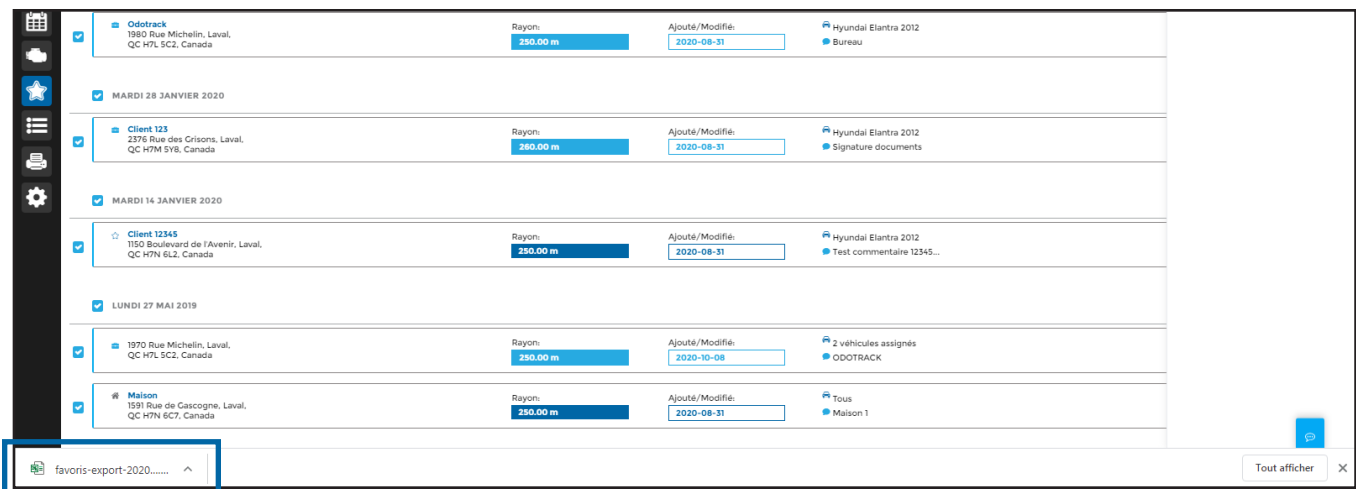 Odotrack
1980 Rue Michelin, Laval,
QC H7L 5C2, Canada
Rayon:
250.00 m
Ajouté/Modifié:
2020-08-31
Hyundai Elantra 2012
Bureau
MARDI 28 JANVIER 2020
Client 123
2376 Rue des Grisons, Laval,
QC H7M 5Y8, Canada
Rayon:
260.00 m
Ajouté/Modifié:
2020-08-31
Hyundai Elantra 2012
Signature documents
MARDI 14 JANVIER 2020
Client 12345
1150 Boulevard de l'Avenir, Laval,
QC H7N 6L2, Canada
Rayon:
250.00 m
Ajouté/Modifié:
2020-08-31
Hyundai Elantra 2012
Test commentaire 12345...
LUNDI 27 MAI 2019
1970 Rue Michelin, Laval,
QC H7L 5C2, Canada
Rayon:
250.00 m
Ajouté/Modifié:
2020-10-08
2 véhicules assignés
ODOTRACK
Maison
1591 Rue de Gascogne, Laval,
QC H7N 6C7, Canada
Rayon:
250.00 m
Ajouté/Modifié:
2020-08-31
Tous
Maison 1
favoris-export-2020.......
Tout afficher